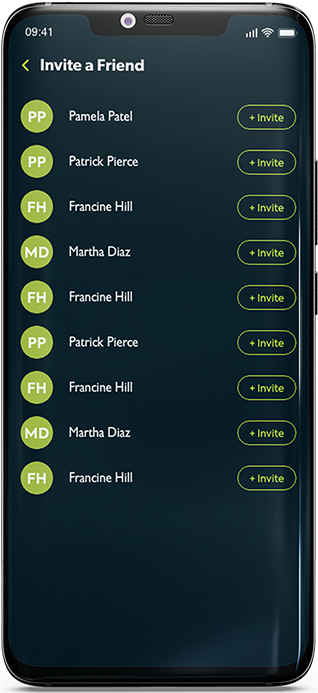 09:41
Invite a Friend
PP Pamela Patel + Invite
PP Patrick Pierce + Invite
FH Francine Hill + Invite
MD Martha Diaz + Invite
FH Francine Hill + Invite
PP Patrick Pierce + Invite
FH Francine Hill + Invite
MD Martha Diaz + Invite
FH Francine Hill + Invite